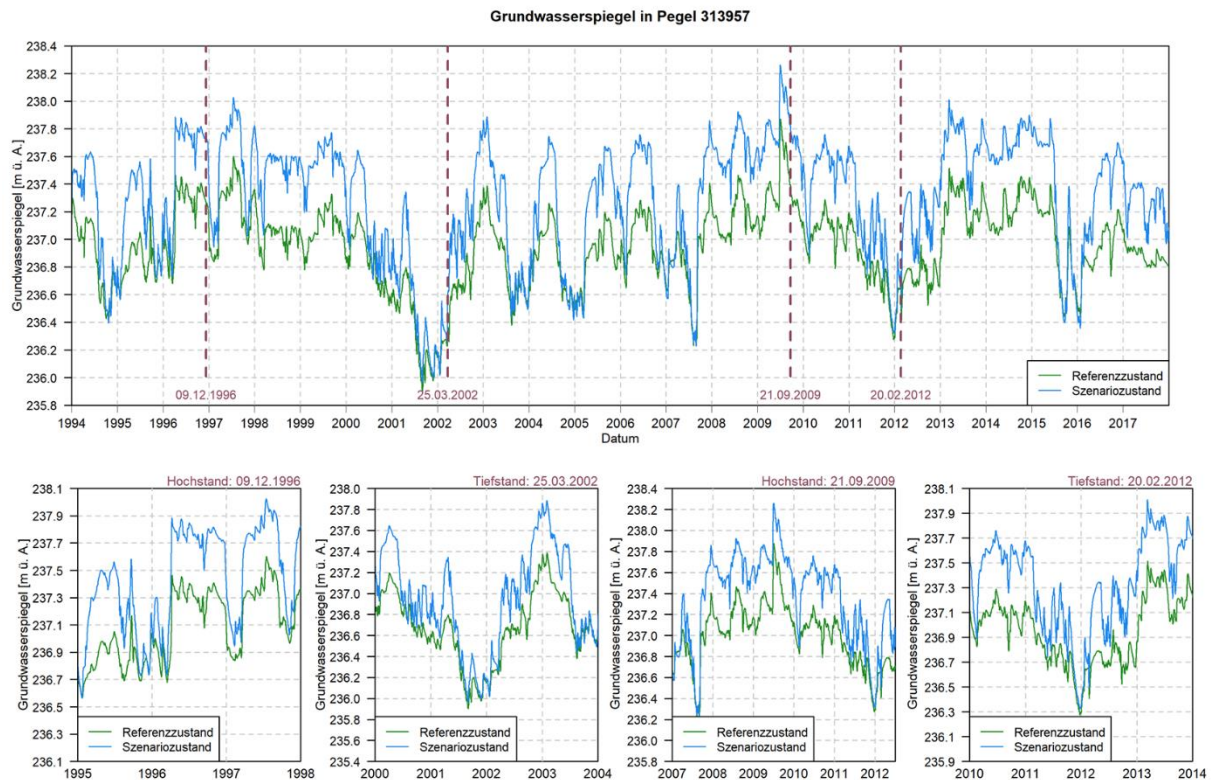 Grundwasserspiegel in Pegel 313957
Grundwasserspiegel [m ü. A.]
238.4
238.2
238.0
237.8
237.6
237.4
237.2
237.0
236.8
236.6
236.4
236.2
236.0
235.8
09.12.1996
25.03.2002
21.09.2009
20.02.2012
Referenzzustand
Szenariozustand
1994 1995 1996 1997 1998 1999 2000 2001 2002 2003 2004 2005 2006 2007 2008 2009 2010 2011 2012 2013 2014 2015 2016 2017
Datum
Hochstand: 09.12.1996
Grundwasserspiegel [m ü. A.]
238.1
237.9
237.7
237.5
237.3
237.1
236.9
236.7
236.5
236.3
236.1
Referenzzustand
Szenariozustand
1995 1996 1997 1998
Tiefstand: 25.03.2002
Grundwasserspiegel [m ü. A.]
238.0
237.8
237.4
237.2
237.0
236.6
236.4
236.2
235.8
235.6
235.4
Referenzzustand
Szenariozustand
2000 2001 2002 2003 2004
Hochstand: 21.09.2009
Grundwasserspiegel [m ü. A.]
238.4
238.2
238.0
237.8
237.6
237.4
237.2
237.0
236.8
236.6
236.4
236.2
236.0
235.8
Referenzzustand
Szenariozustand
2007 2008 2009 2010 2011 2012
Tiefstand: 20.02.2012
Grundwasserspiegel [m ü. A.]
238.1
237.9
237.7
237.5
237.3
237.1
236.9
236.7
236.5
236.3
236.1
235.9
Referenzzustand
Szenariozustand
2010 2011 2012 2013 2014